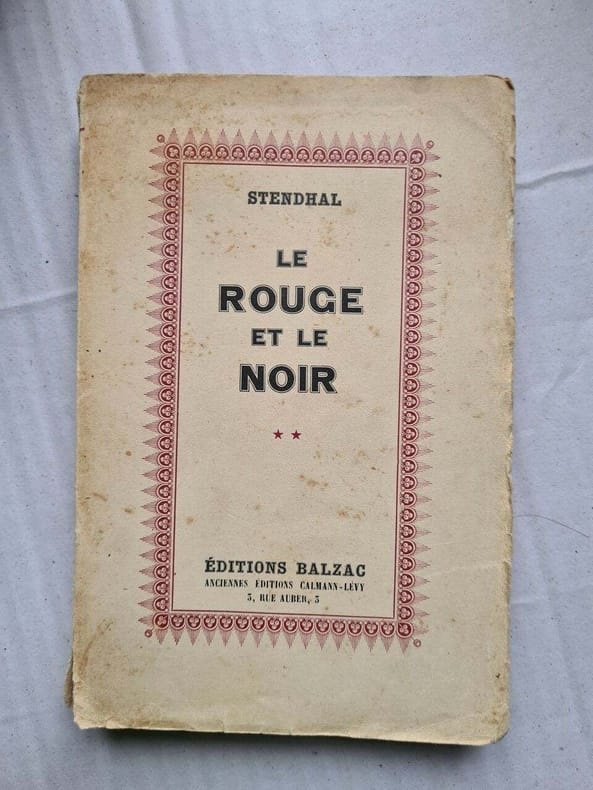 STENDHAL
LE
ROUGE
ET LE
NOIR
★ ★
ÉDITIONS BALZAC
ANCIENNES ÉDITIONS CALMANN-LÉVY
3, RUE AUBER, 3